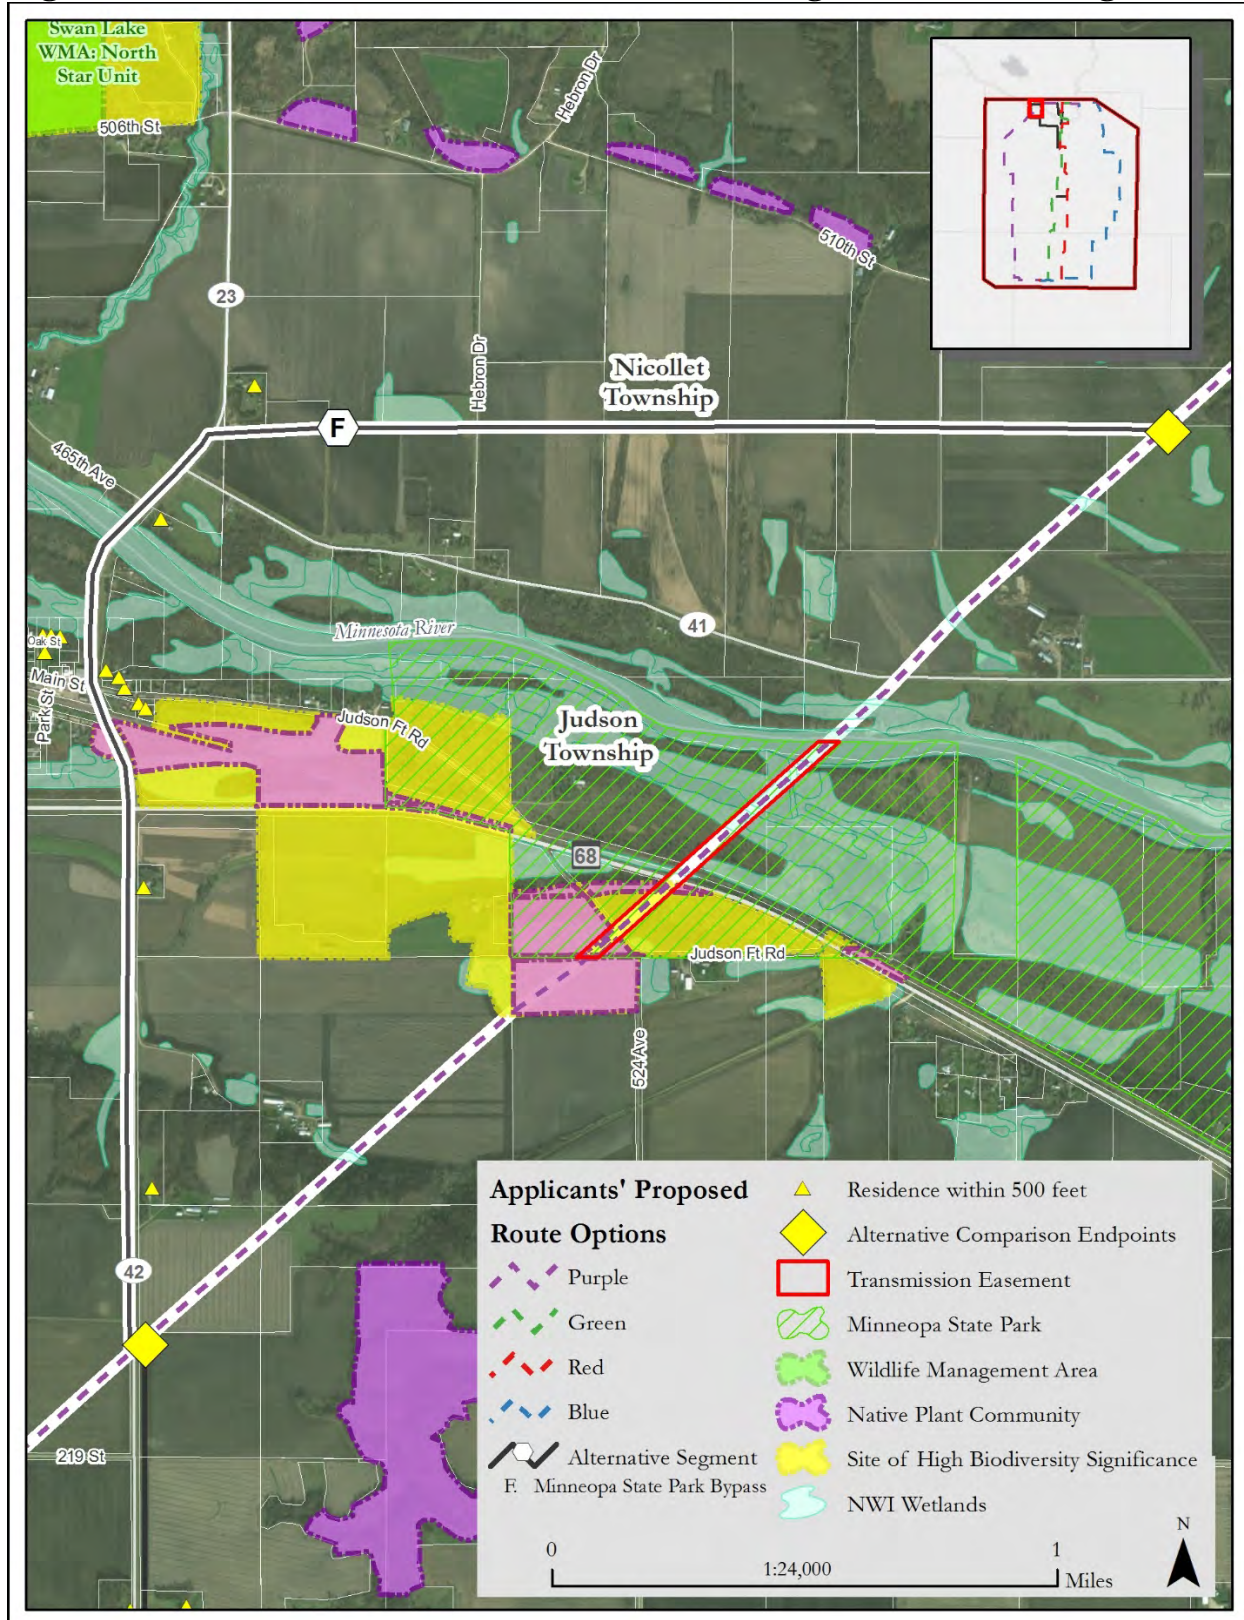 Swan Lake
WMA: North
Star Unit
506th St
Hebron Dr
510th St
23
Hebron Dr
Nicollet
Township
F
465th Ave
Minnesota River
41
Oak St
Main St
Park St
Judson Ft Rd
Judson
Township
68
Judson Ft Rd
524 Ave
42
219 St
Applicants' Proposed
Route Options
Purple
Green
Red
Blue
Alternative Segment
F. Minneopa State Park Bypass
Residence within 500 feet
Alternative Comparison Endpoints
Transmission Easement
Minneopa State Park
Wildlife Management Area
Native Plant Community
Site of High Biodiversity Significance
NWI Wetlands
N
0 1
1:24,000
Miles